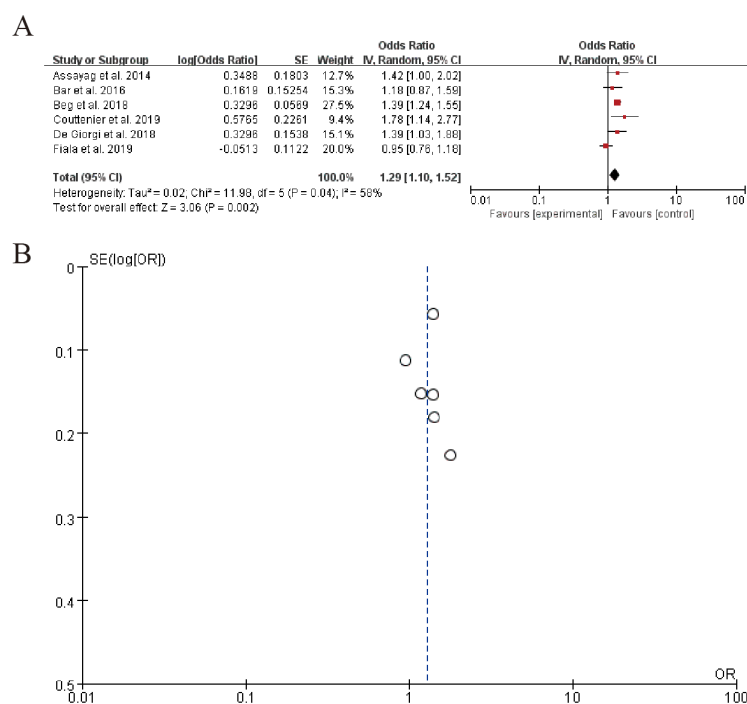 A
Odds Ratio Odds Ratio
Study or Subgroup log[Odds Ratio] SE Weight IV, Random, 95% CI IV, Random, 95% CI
Assayag et al. 2014 0.3488 0.1803 12.7% 1.42 [1.00, 2.02]
Bar et al. 2016 0.1619 0.15254 15.3% 1.18 [0.87, 1.59]
Beg et al. 2018 0.3296 0.0569 27.5% 1.39 [1.24, 1.55]
Couttenier et al. 2019 0.5765 0.2261 9.4% 1.78 [1.14, 2.77]
De Giorgi et al. 2018 0.3296 0.1538 15.1% 1.39 [1.03, 1.88]
Fiala et al. 2019 -0.0513 0.1122 20.0% 0.95 [0.76, 1.18]
Total (95% CI) 100.0% 1.29 [1.10, 1.52]
Heterogeneity: Tau² = 0.02; Chi² = 11.98, df = 5 (P = 0.04); I² = 58%
Test for overall effect: Z = 3.06 (P = 0.002)
0.01 0.1 1 10 100
Favours [experimental] Favours [control]
B
SE(log[OR])
0
0.1
0.2
0.3
0.4
0.5
OR
0.01 0.1 1 10 100